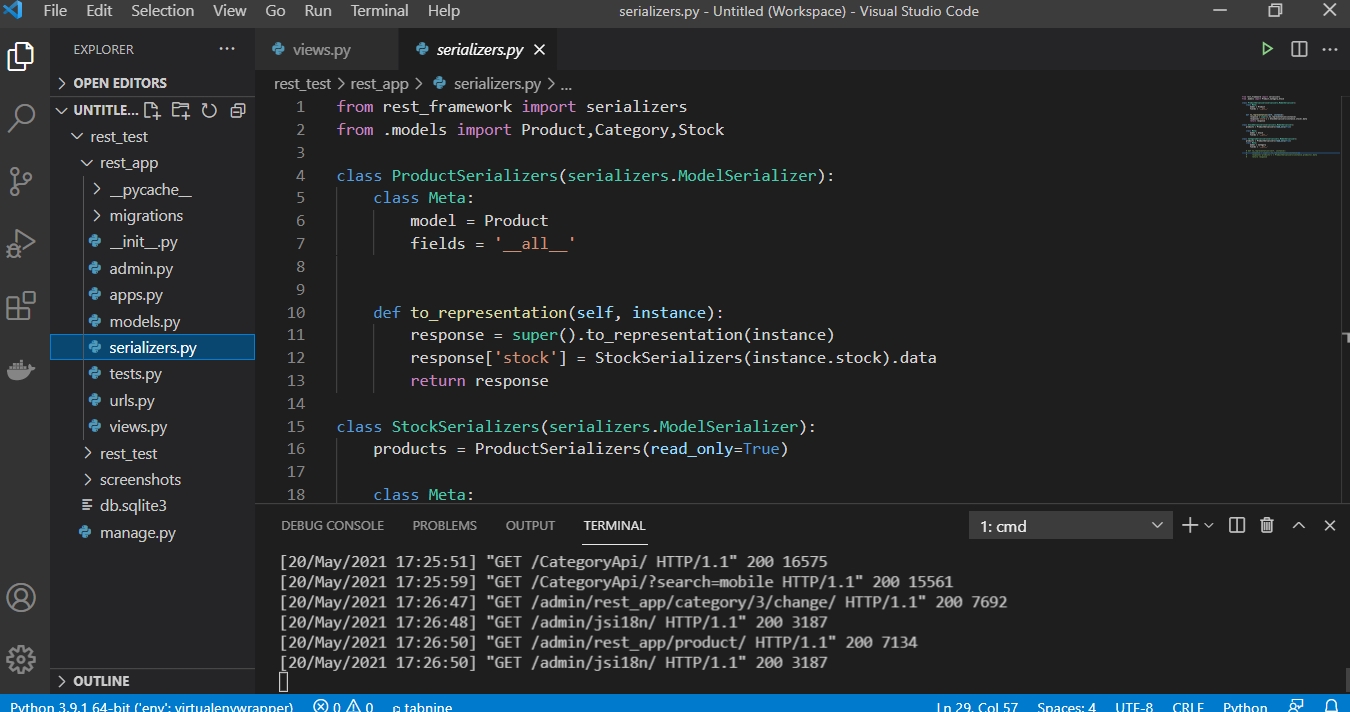 File Edit Selection View Go Run Terminal Help serializers.py - Untitled (Workspace) - Visual Studio Code
EXPLORER ...
OPEN EDITORS
UNTITLE...
rest_test
rest_app
__pycache__
migrations
__init__.py
admin.py
apps.py
models.py
serializers.py
tests.py
urls.py
views.py
rest_test
screenshots
db.sqlite3
manage.py
OUTLINE
views.py serializers.py
rest_test > rest_app > serializers.py > ...
1 from rest_framework import serializers
2 from .models import Product,Category,Stock
3
4 class ProductSerializers(serializers.ModelSerializer):
5 class Meta:
6 model = Product
7 fields = '__all__'
8
9
10 def to_representation(self, instance):
11 response = super().to_representation(instance)
12 response['stock'] = StockSerializers(instance.stock).data
13 return response
14
15 class StockSerializers(serializers.ModelSerializer):
16 products = ProductSerializers(read_only=True)
17
18 class Meta:
DEBUG CONSOLE PROBLEMS OUTPUT TERMINAL 1: cmd
[20/May/2021 17:25:51] "GET /CategoryApi/ HTTP/1.1" 200 16575
[20/May/2021 17:25:59] "GET /CategoryApi/?search=mobile HTTP/1.1" 200 15561
[20/May/2021 17:26:47] "GET /admin/rest_app/category/3/change/ HTTP/1.1" 200 7692
[20/May/2021 17:26:48] "GET /admin/jsi18n/ HTTP/1.1" 200 3187
[20/May/2021 17:26:50] "GET /admin/rest_app/product/ HTTP/1.1" 200 7134
[20/May/2021 17:26:50] "GET /admin/jsi18n/ HTTP/1.1" 200 3187
Python 3.9.1 64-bit ('env': virtualenvwrapper) 0 0 tabnine Ln 29, Col 57 Spaces: 4 UTF-8 CRLF Python